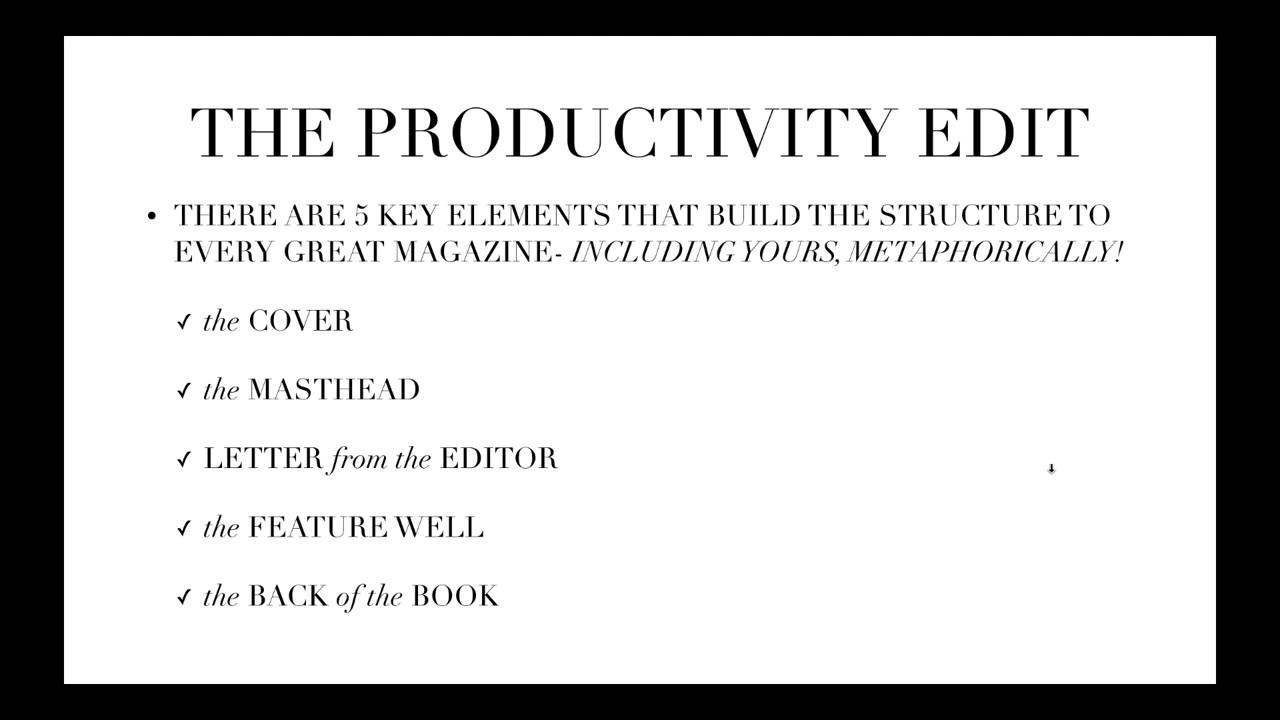 THE PRODUCTIVITY EDIT
• THERE ARE 5 KEY ELEMENTS THAT BUILD THE STRUCTURE TO
EVERY GREAT MAGAZINE- INCLUDING YOURS, METAPHORICALLY!
✓ the COVER
✓ the MASTHEAD
✓ LETTER from the EDITOR
✓ the FEATURE WELL
✓ the BACK of the BOOK